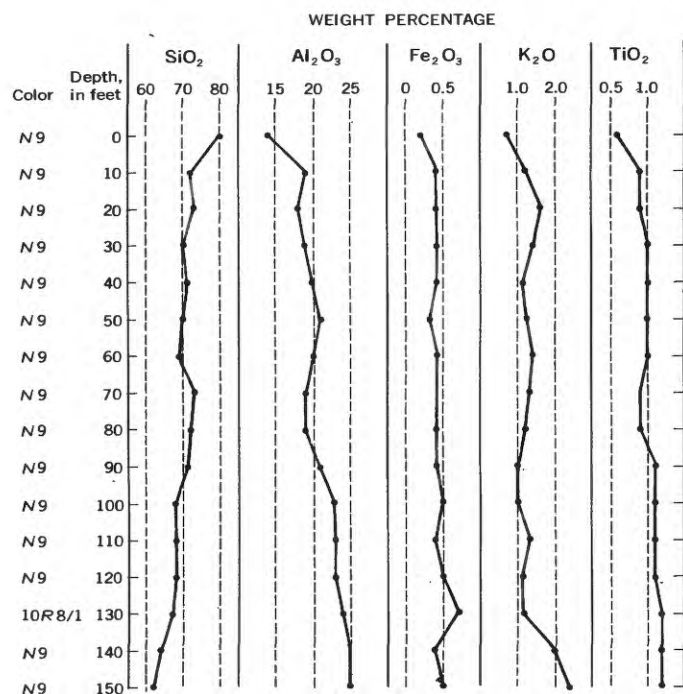 WEIGHT PERCENTAGE
SiO2 Al2O3 Fe2O3 K2O TiO2
Color Depth, in feet 60 70 80 15 20 25 0 0.5 1.0 2.0 0.5 1.0
N9 0
N9 10
N9 20
N9 30
N9 40
N9 50
N9 60
N9 70
N9 80
N9 90
N9 100
N9 110
N9 120
10R8/1 130
N9 140
N9 150